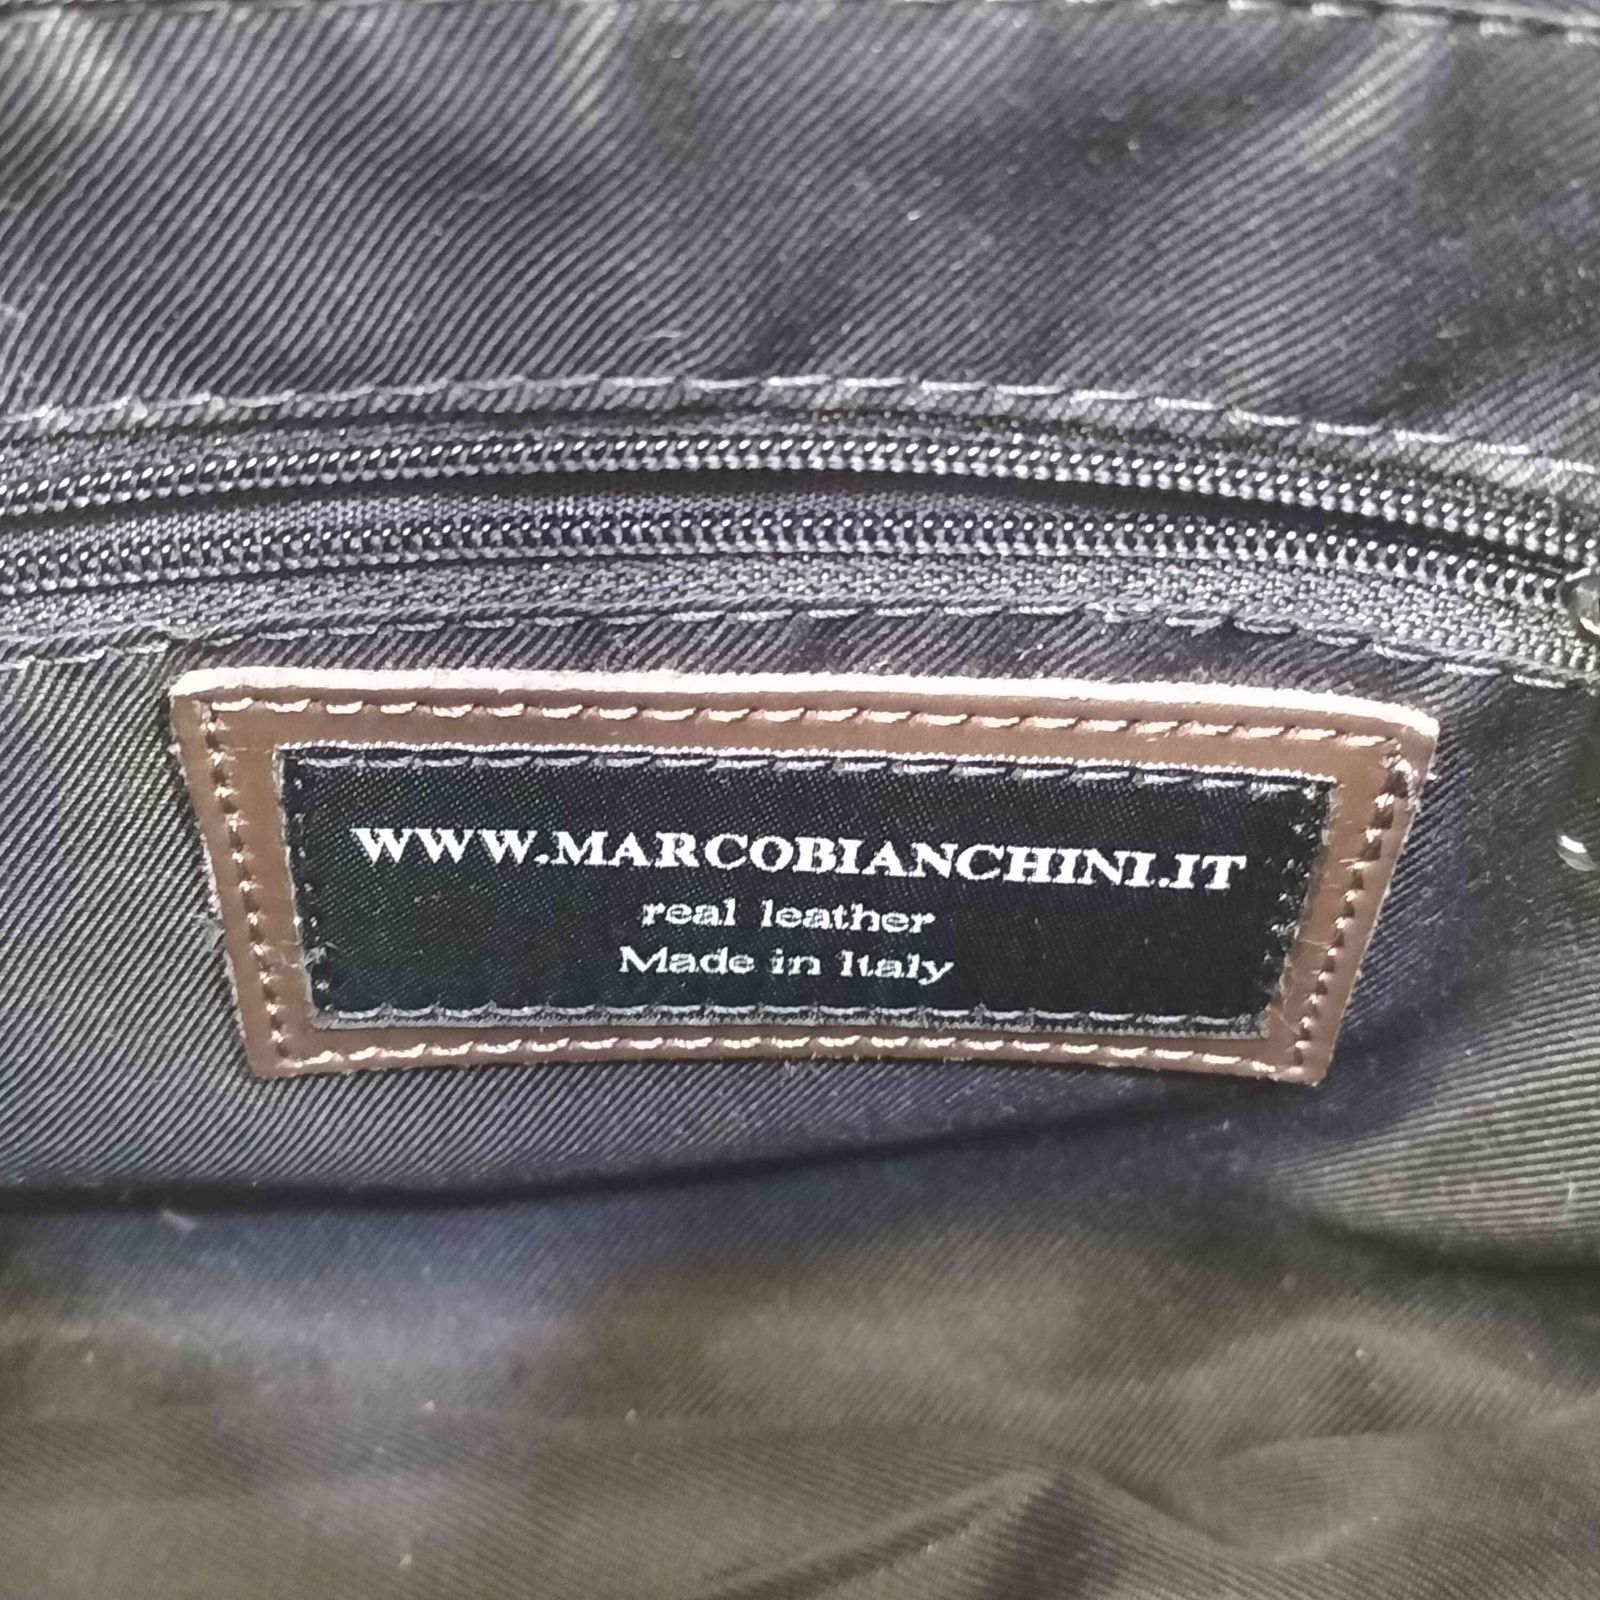 WWW.MARCOBIANCHINI.IT
real leather
Made in Italy